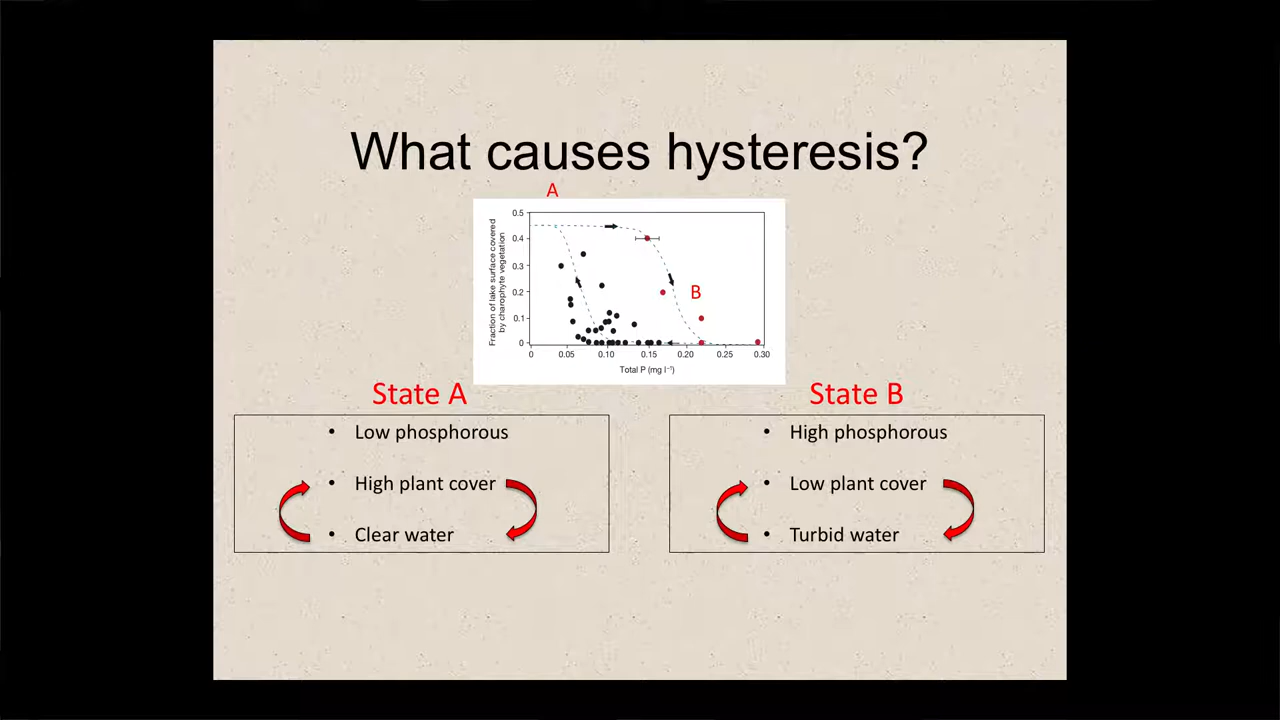 What causes hysteresis?
A
Fraction of lake surface covered
by charophyte vegetation
0.5
0.4
0.3
0.2
0.1
0
B
0 0.05 0.10 0.15 0.20 0.25 0.30
Total P (mg l⁻¹)
State A
• Low phosphorous
• High plant cover
• Clear water
State B
• High phosphorous
• Low plant cover
• Turbid water